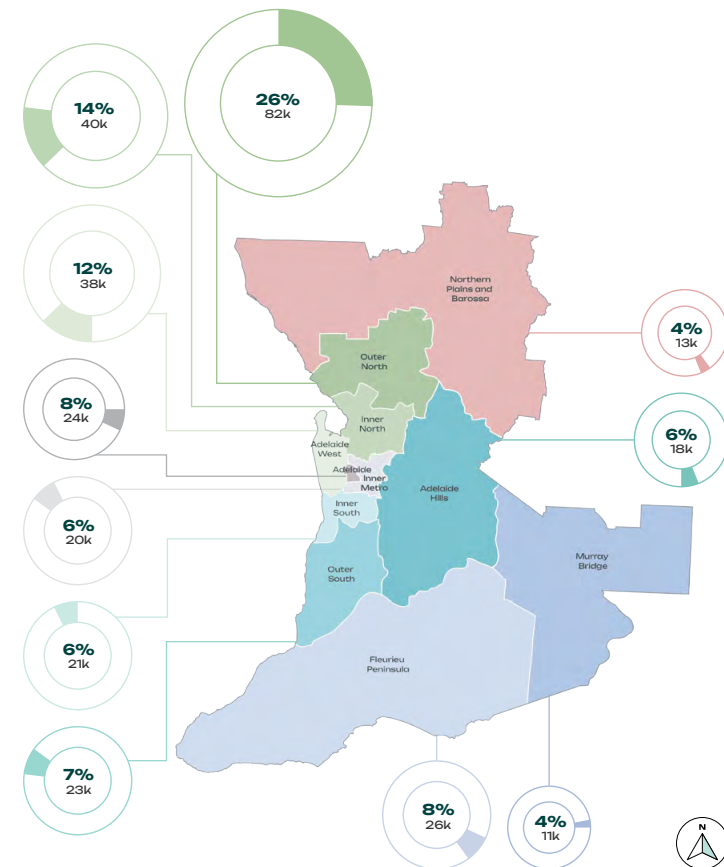 26%
82k
14%
40k
12%
38k
8%
24k
6%
20k
6%
21k
7%
23k
Northern
Plains and
Barossa
Outer
North
Inner
North
Adelaide
West
Adelaide
Inner
Metro
Inner
South
Outer
South
Adelaide
Hills
Murray
Bridge
Fleurieu
Peninsula
4%
13k
6%
18k
8%
26k
4%
11k
N